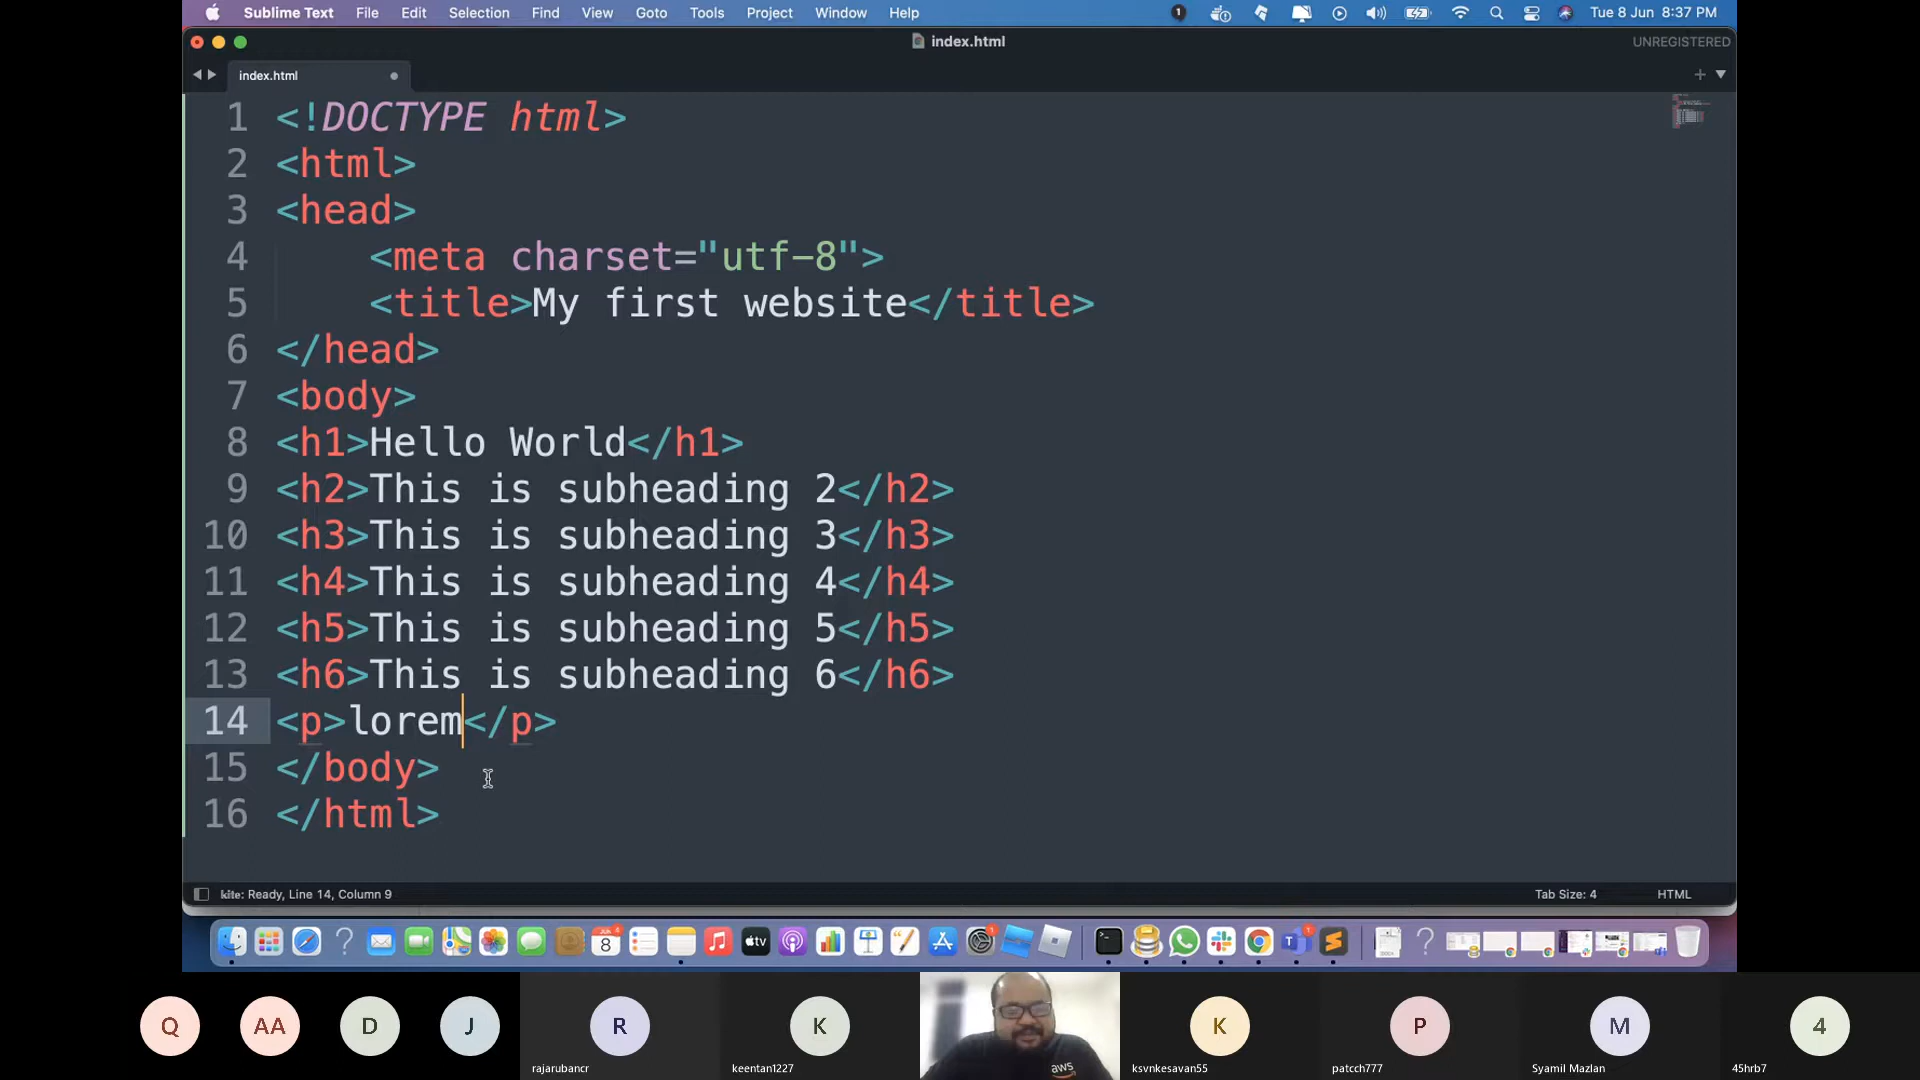 Sublime Text File Edit Selection Find View Goto Tools Project Window Help 1 Tue 8 Jun 8:37 PM
index.html UNREGISTERED
index.html
1 <!DOCTYPE html>
2 <html>
3 <head>
4 <meta charset="utf-8">
5 <title>My first website</title>
6 </head>
7 <body>
8 <h1>Hello World</h1>
9 <h2>This is subheading 2</h2>
10 <h3>This is subheading 3</h3>
11 <h4>This is subheading 4</h4>
12 <h5>This is subheading 5</h5>
13 <h6>This is subheading 6</h6>
14 <p>lorem</p>
15 </body>
16 </html>
kite: Ready, Line 14, Column 9 Tab Size: 4 HTML
8 tv
Q AA D J R K K P M 4
aws
rajarubancr keentan1227 ksvnkesavan55 patcch777 Syamil Mazlan 45hrb7